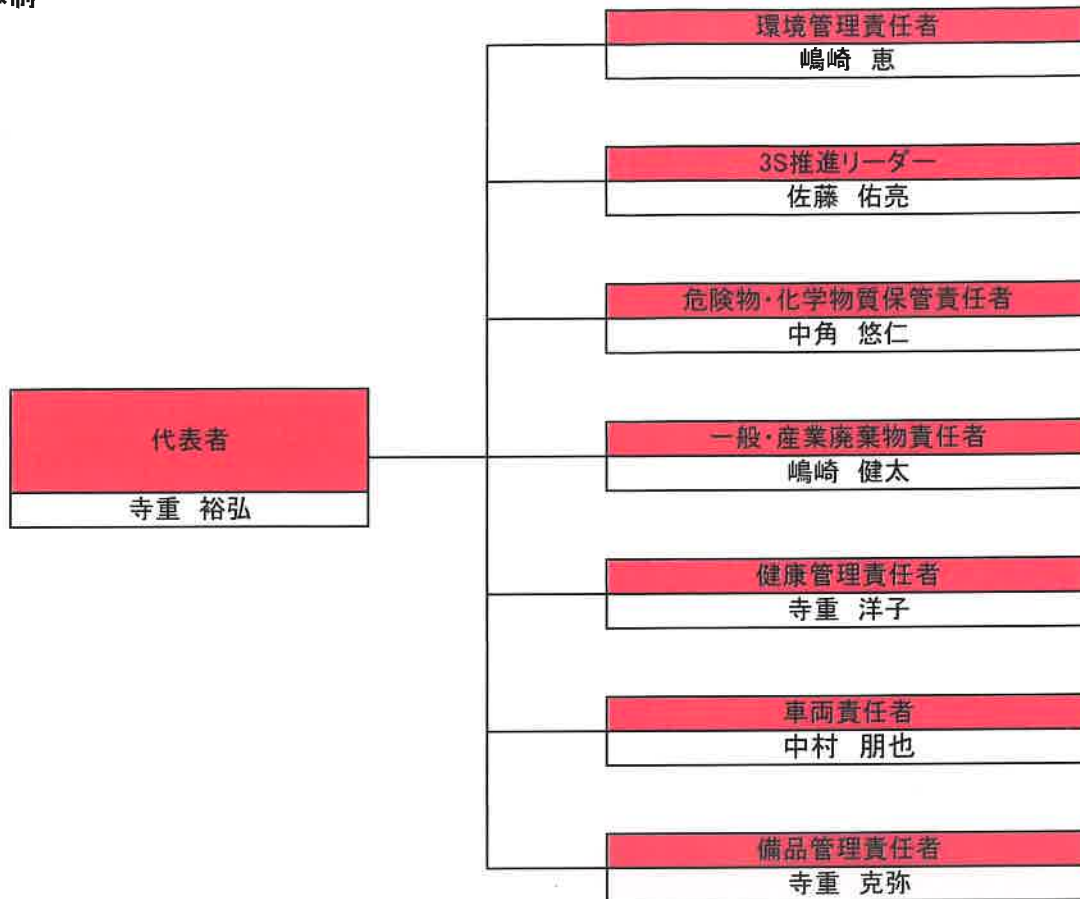 環境管理責任者
嶋崎 恵
3S推進リーダー
佐藤 佑亮
危険物・化学物質保管責任者
中角 悠仁
代表者
寺重 裕弘
一般・産業廃棄物責任者
嶋崎 健太
健康管理責任者
寺重 洋子
車両責任者
中村 朋也
備品管理責任者
寺重 克弥